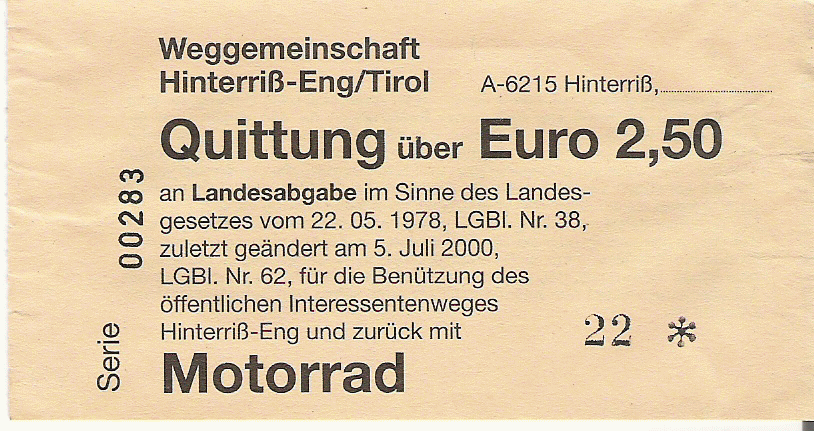 Weggemeinschaft
Hinterriß-Eng/Tirol
A-6215 Hinterriß,
Quittung über Euro 2,50
an Landesabgabe im Sinne des Landes-
gesetzes vom 22. 05. 1978, LGBl. Nr. 38,
zuletzt geändert am 5. Juli 2000,
LGBl. Nr. 62, für die Benützung des
öffentlichen Interessentenweges
Hinterriß-Eng und zurück mit
Motorrad
22 *
Serie 00283